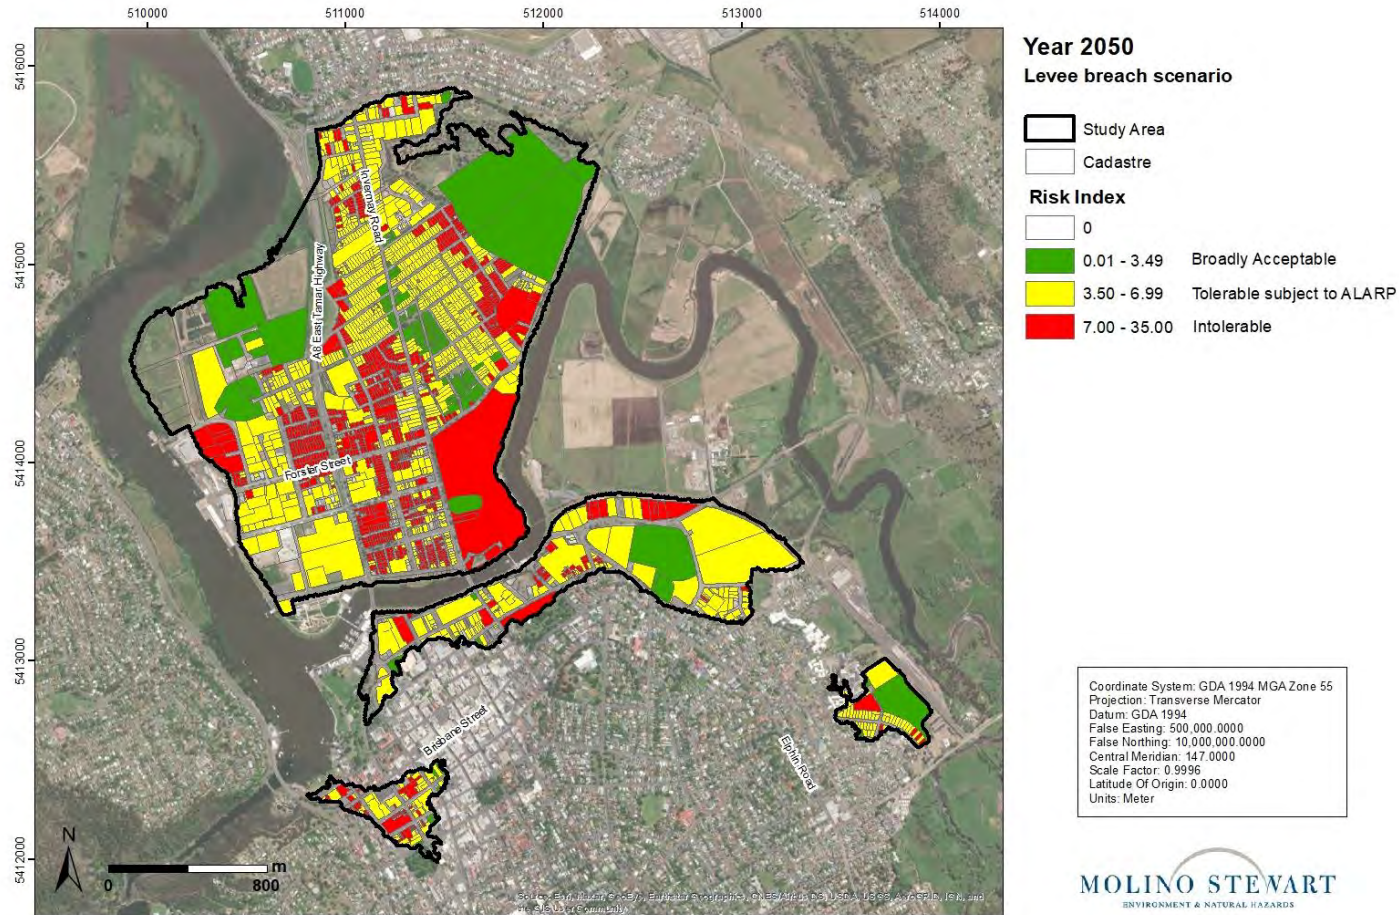 510000 511000 512000 513000 514000
5416000
5415000
5414000
5413000
5412000
Invermay Road
A8 East Tamar Highway
Forster Street
Brisbane Street
Elphin Road
N
0 800 m
Year 2050
Levee breach scenario
Study Area
Cadastre
Risk Index
0
0.01 - 3.49 Broadly Acceptable
3.50 - 6.99 Tolerable subject to ALARP
7.00 - 35.00 Intolerable
Coordinate System: GDA 1994 MGA Zone 55
Projection: Transverse Mercator
Datum: GDA 1994
False Easting: 500,000.0000
False Northing: 10,000,000.0000
Central Meridian: 147.0000
Scale Factor: 0.9996
Latitude Of Origin: 0.0000
Units: Meter
MOLINO STEWART
ENVIRONMENT & NATURAL HAZARDS